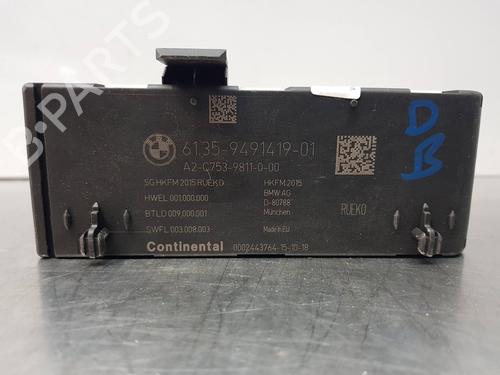 B-PARTS
6135-9491419-01
A2-C753-9811-0-00
SG HKFM 2015 RUEKO
HKFM 2015
HWEL 001.000.000
BMW AG
D-80788
BTLD 009.000.001
München
RUEKO
SWFL 003.008.003
Made in EU
Continental
0002443764-15-10-18
DB